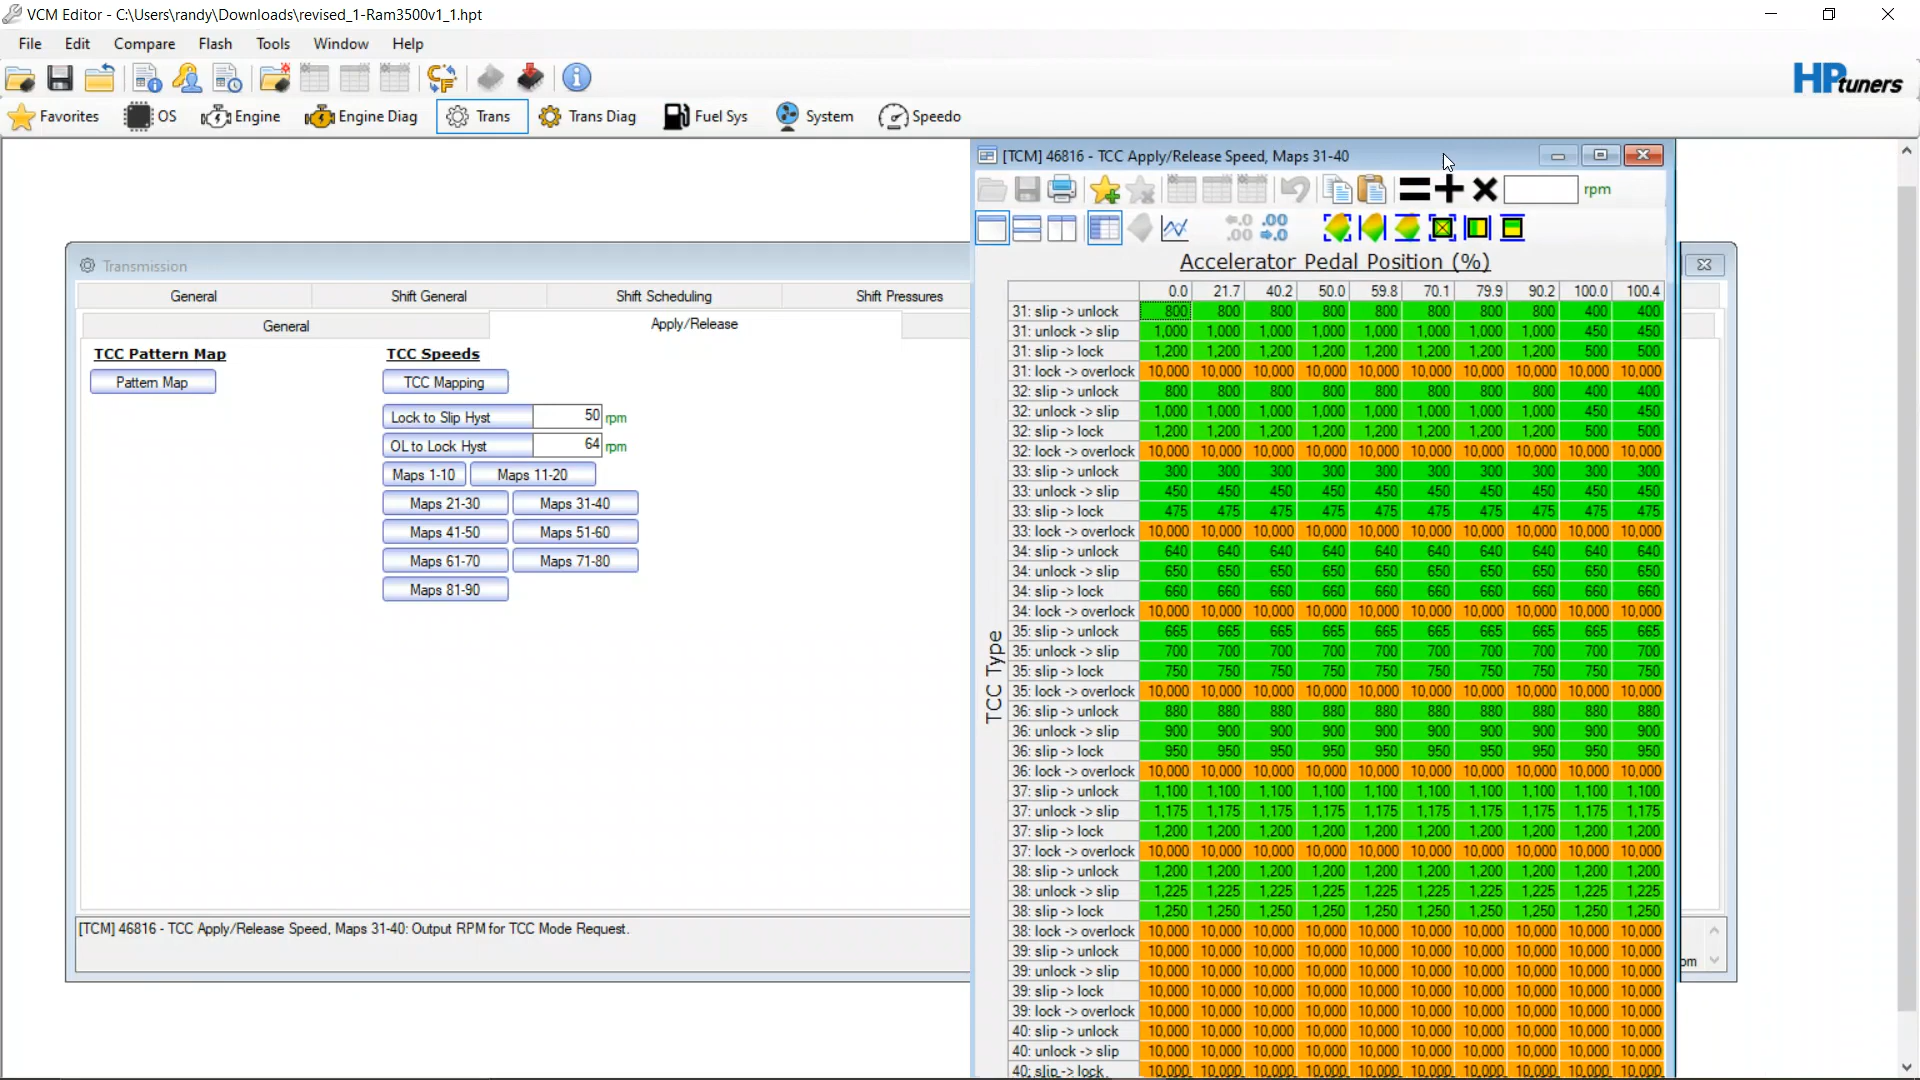 VCM Editor - C:\Users\randy\Downloads\revised_1-Ram3500v1_1.hpt
File Edit Compare Flash Tools Window Help
HPtuners
Favorites OS Engine Engine Diag Trans Trans Diag Fuel Sys System Speedo
Transmission
General Shift General Shift Scheduling Shift Pressures
General Apply/Release
TCC Pattern Map TCC Speeds
Pattern Map TCC Mapping
Lock to Slip Hyst 50 rpm
OL to Lock Hyst 64 rpm
Maps 1-10 Maps 11-20
Maps 21-30 Maps 31-40
Maps 41-50 Maps 51-60
Maps 61-70 Maps 71-80
Maps 81-90
[TCM] 46816 - TCC Apply/Release Speed, Maps 31-40: Output RPM for TCC Mode Request.
[TCM] 46816 - TCC Apply/Release Speed, Maps 31-40
rpm
Accelerator Pedal Position (%)
TCC Type
0.0 21.7 40.2 50.0 59.8 70.1 79.9 90.2 100.0 100.4
31: slip -> unlock 800 800 800 800 800 800 800 800 400 400
31: unlock -> slip 1,000 1,000 1,000 1,000 1,000 1,000 1,000 1,000 450 450
31: slip -> lock 1,200 1,200 1,200 1,200 1,200 1,200 1,200 1,200 500 500
31: lock -> overlock 10,000 10,000 10,000 10,000 10,000 10,000 10,000 10,000 10,000 10,000
32: slip -> unlock 800 800 800 800 800 800 800 800 400 400
32: unlock -> slip 1,000 1,000 1,000 1,000 1,000 1,000 1,000 1,000 450 450
32: slip -> lock 1,200 1,200 1,200 1,200 1,200 1,200 1,200 1,200 500 500
32: lock -> overlock 10,000 10,000 10,000 10,000 10,000 10,000 10,000 10,000 10,000 10,000
33: slip -> unlock 300 300 300 300 300 300 300 300 300 300
33: unlock -> slip 450 450 450 450 450 450 450 450 450 450
33: slip -> lock 475 475 475 475 475 475 475 475 475 475
33: lock -> overlock 10,000 10,000 10,000 10,000 10,000 10,000 10,000 10,000 10,000 10,000
34: slip -> unlock 640 640 640 640 640 640 640 640 640 640
34: unlock -> slip 650 650 650 650 650 650 650 650 650 650
34: slip -> lock 660 660 660 660 660 660 660 660 660 660
34: lock -> overlock 10,000 10,000 10,000 10,000 10,000 10,000 10,000 10,000 10,000 10,000
35: slip -> unlock 665 665 665 665 665 665 665 665 665 665
35: unlock -> slip 700 700 700 700 700 700 700 700 700 700
35: slip -> lock 750 750 750 750 750 750 750 750 750 750
35: lock -> overlock 10,000 10,000 10,000 10,000 10,000 10,000 10,000 10,000 10,000 10,000
36: slip -> unlock 880 880 880 880 880 880 880 880 880 880
36: unlock -> slip 900 900 900 900 900 900 900 900 900 900
36: slip -> lock 950 950 950 950 950 950 950 950 950 950
36: lock -> overlock 10,000 10,000 10,000 10,000 10,000 10,000 10,000 10,000 10,000 10,000
37: slip -> unlock 1,100 1,100 1,100 1,100 1,100 1,100 1,100 1,100 1,100 1,100
37: unlock -> slip 1,175 1,175 1,175 1,175 1,175 1,175 1,175 1,175 1,175 1,175
37: slip -> lock 1,200 1,200 1,200 1,200 1,200 1,200 1,200 1,200 1,200 1,200
37: lock -> overlock 10,000 10,000 10,000 10,000 10,000 10,000 10,000 10,000 10,000 10,000
38: slip -> unlock 1,200 1,200 1,200 1,200 1,200 1,200 1,200 1,200 1,200 1,200
38: unlock -> slip 1,225 1,225 1,225 1,225 1,225 1,225 1,225 1,225 1,225 1,225
38: slip -> lock 1,250 1,250 1,250 1,250 1,250 1,250 1,250 1,250 1,250 1,250
38: lock -> overlock 10,000 10,000 10,000 10,000 10,000 10,000 10,000 10,000 10,000 10,000
39: slip -> unlock 10,000 10,000 10,000 10,000 10,000 10,000 10,000 10,000 10,000 10,000
39: unlock -> slip 10,000 10,000 10,000 10,000 10,000 10,000 10,000 10,000 10,000 10,000
39: slip -> lock 10,000 10,000 10,000 10,000 10,000 10,000 10,000 10,000 10,000 10,000
39: lock -> overlock 10,000 10,000 10,000 10,000 10,000 10,000 10,000 10,000 10,000 10,000
40: slip -> unlock 10,000 10,000 10,000 10,000 10,000 10,000 10,000 10,000 10,000 10,000
40: unlock -> slip 10,000 10,000 10,000 10,000 10,000 10,000 10,000 10,000 10,000 10,000
40: slip -> lock 10,000 10,000 10,000 10,000 10,000 10,000 10,000 10,000 10,000 10,000